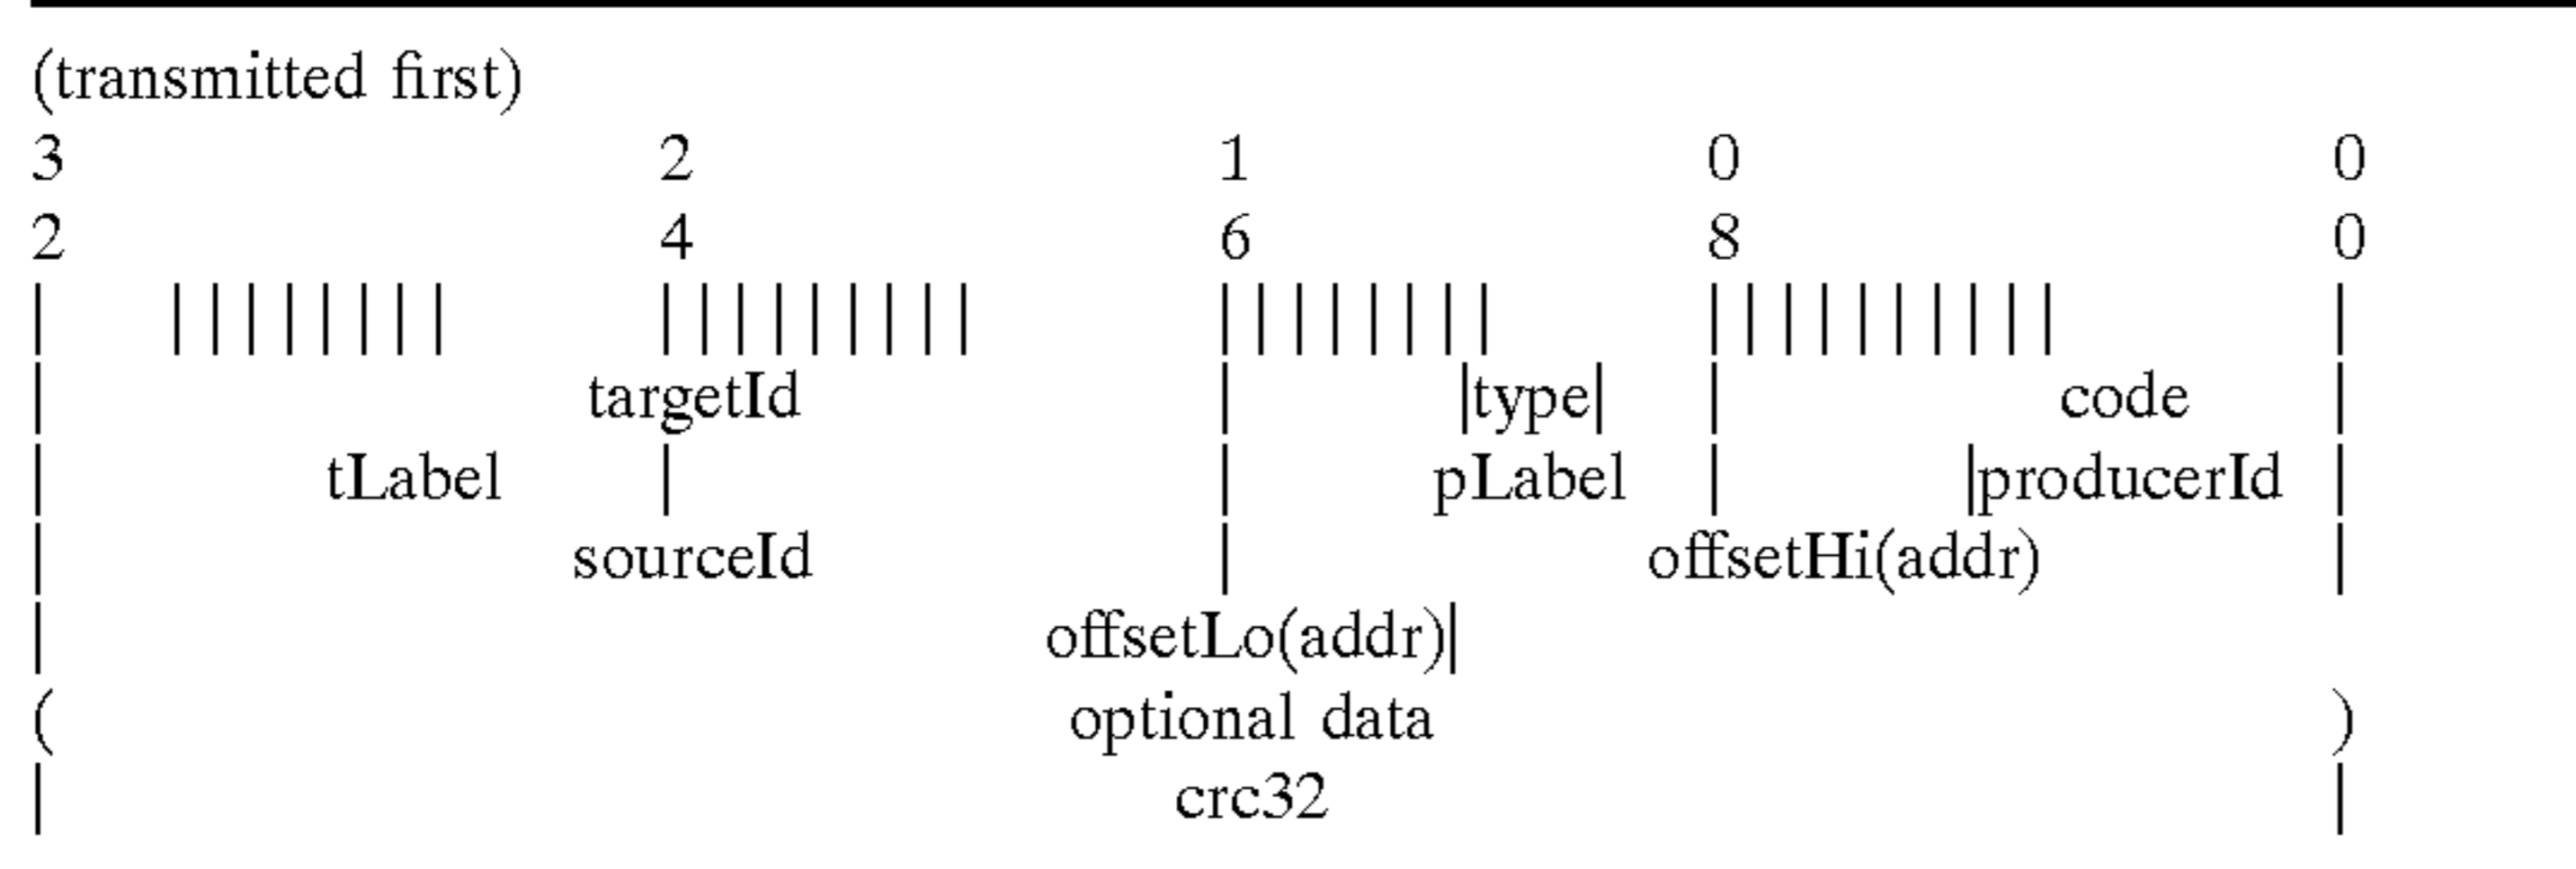 (transmitted first)
3 2 1 0 0
2 4 6 8 0
| | | | | | | | | | | | | | | | | | | | | | | | | | | | | | | | | | | | |
| targetId | |type| | code |
| tLabel | | pLabel | |producerId |
| sourceId | offsetHi(addr) |
| offsetLo(addr)|
( optional data )
| crc32 |